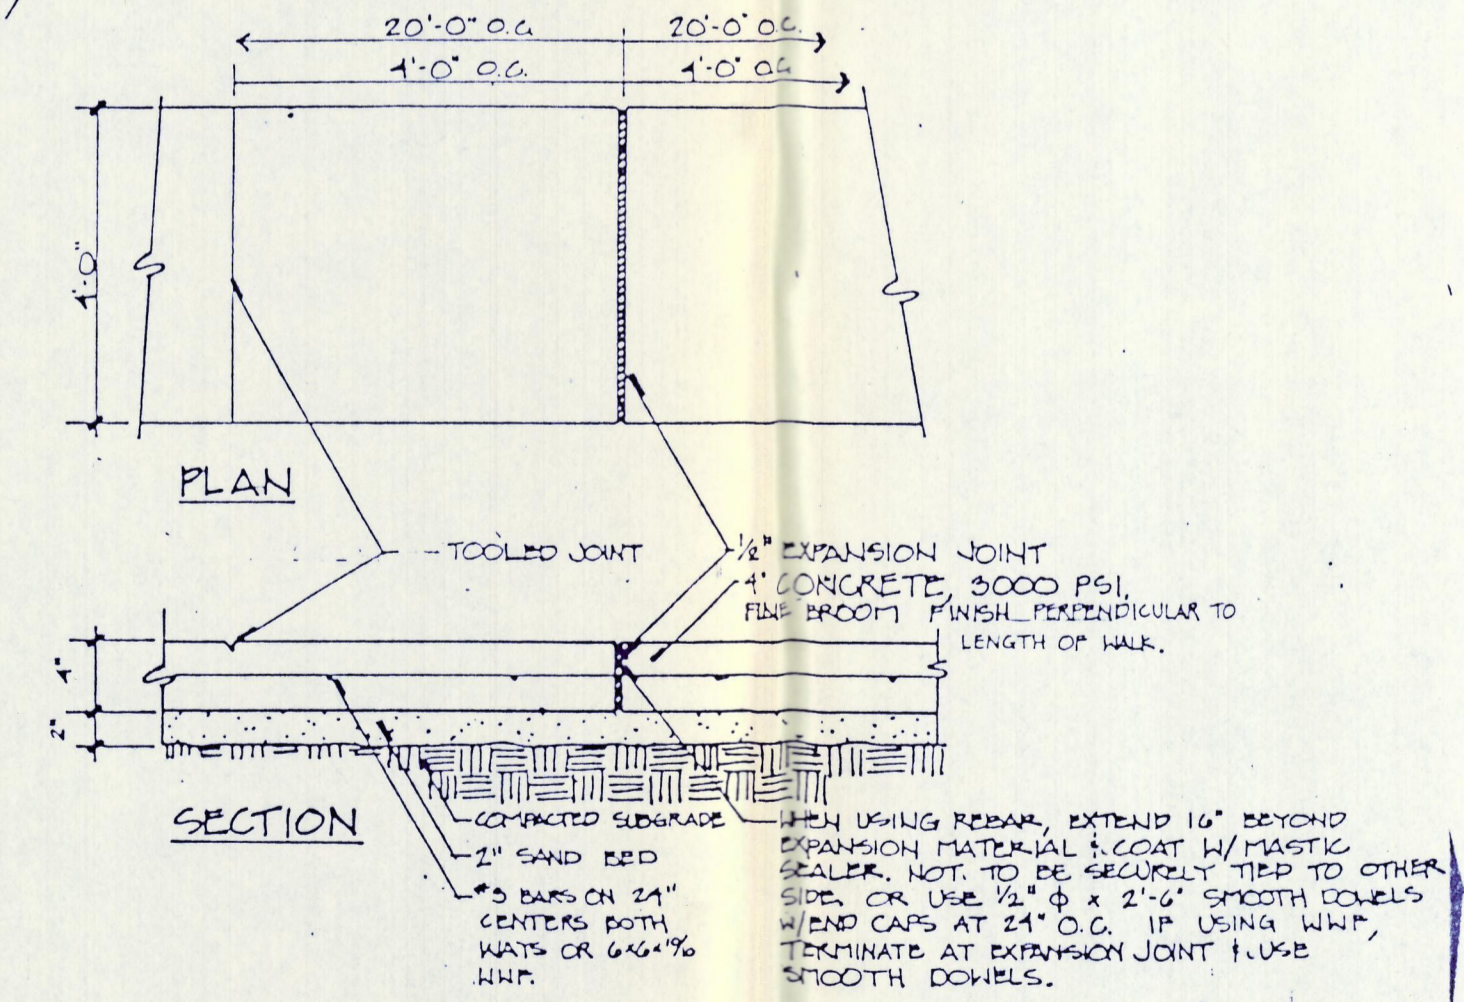 20'-0" O.C. 20'-0" O.C.
4'-0" O.C. 4'-0" O.C.
4'-0"
PLAN
TOOLED JOINT
1/2" EXPANSION JOINT
4" CONCRETE, 3000 PSI,
FINE BROOM FINISH PERPENDICULAR TO
LENGTH OF WALK.
4"
2"
SECTION
COMPACTED SUBGRADE
2" SAND BED
#3 BARS ON 24"
CENTERS BOTH
WAYS OR 6x6x10/10
WWF.
WHEN USING REBAR, EXTEND 16" BEYOND
EXPANSION MATERIAL & COAT W/ MASTIC
SEALER. NOT TO BE SECURELY TIED TO OTHER
SIDE, OR USE 1/2" φ x 2'-6" SMOOTH DOWELS
W/END CAPS AT 24" O.C. IF USING WWF,
TERMINATE AT EXPANSION JOINT & USE
SMOOTH DOWELS.